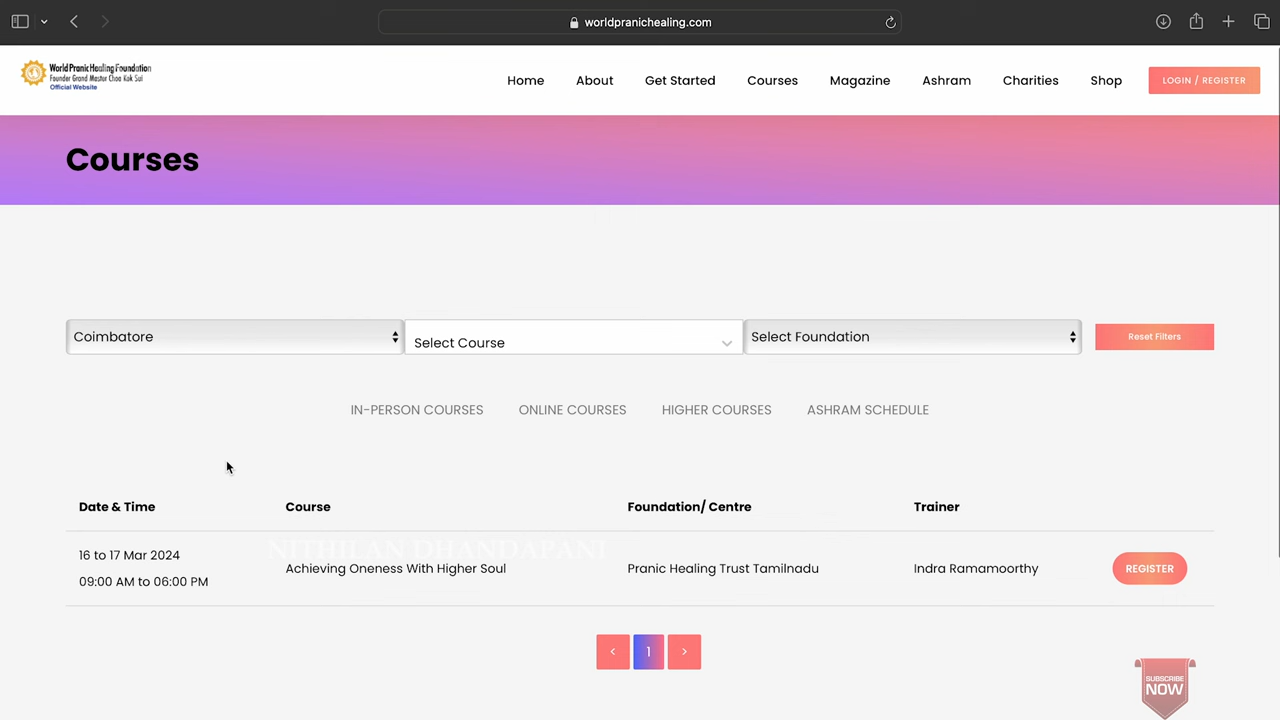 worldpranichealing.com
World Pranic Healing Foundation
Founder Grand Master Choa Kok Sui
Official Website
Home
About
Get Started
Courses
Magazine
Ashram
Charities
Shop
LOGIN / REGISTER
Courses
Coimbatore
Select Course
Select Foundation
Reset Filters
IN-PERSON COURSES
ONLINE COURSES
HIGHER COURSES
ASHRAM SCHEDULE
Date & Time
Course
Foundation/ Centre
Trainer
NITHILAN DHANDAPANI
16 to 17 Mar 2024
09:00 AM to 06:00 PM
Achieving Oneness With Higher Soul
Pranic Healing Trust Tamilnadu
Indra Ramamoorthy
REGISTER
< 1 >
SUBSCRIBE
NOW